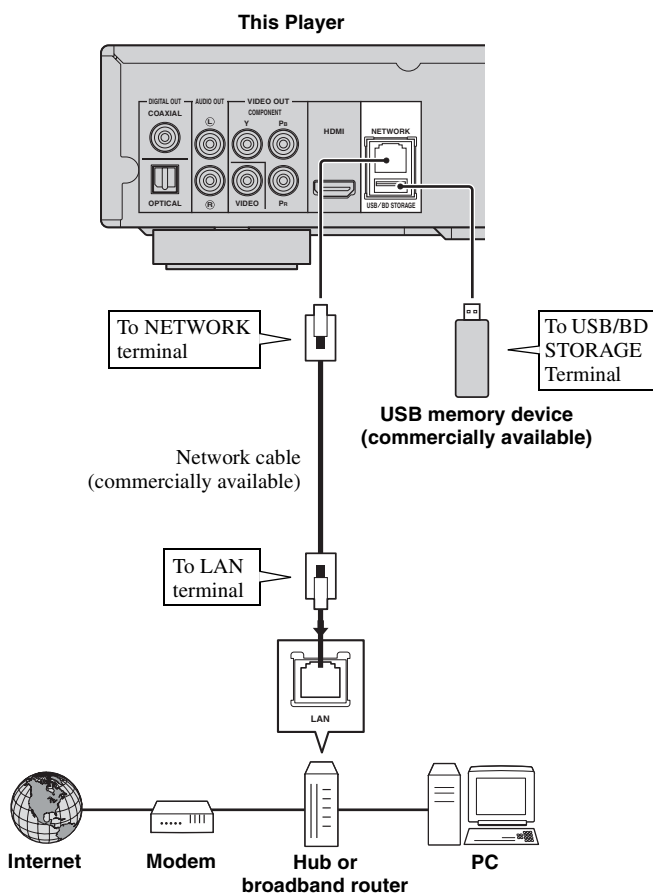 This Player
DIGITAL OUT
AUDIO OUT
VIDEO OUT
COAXIAL
COMPONENT
L
Y
PB
HDMI
NETWORK
OPTICAL
R
VIDEO
PR
USB/BD STORAGE
To NETWORK
terminal
To USB/BD
STORAGE
Terminal
USB memory device
(commercially available)
Network cable
(commercially available)
To LAN
terminal
LAN
Internet
Modem
Hub or
broadband router
PC